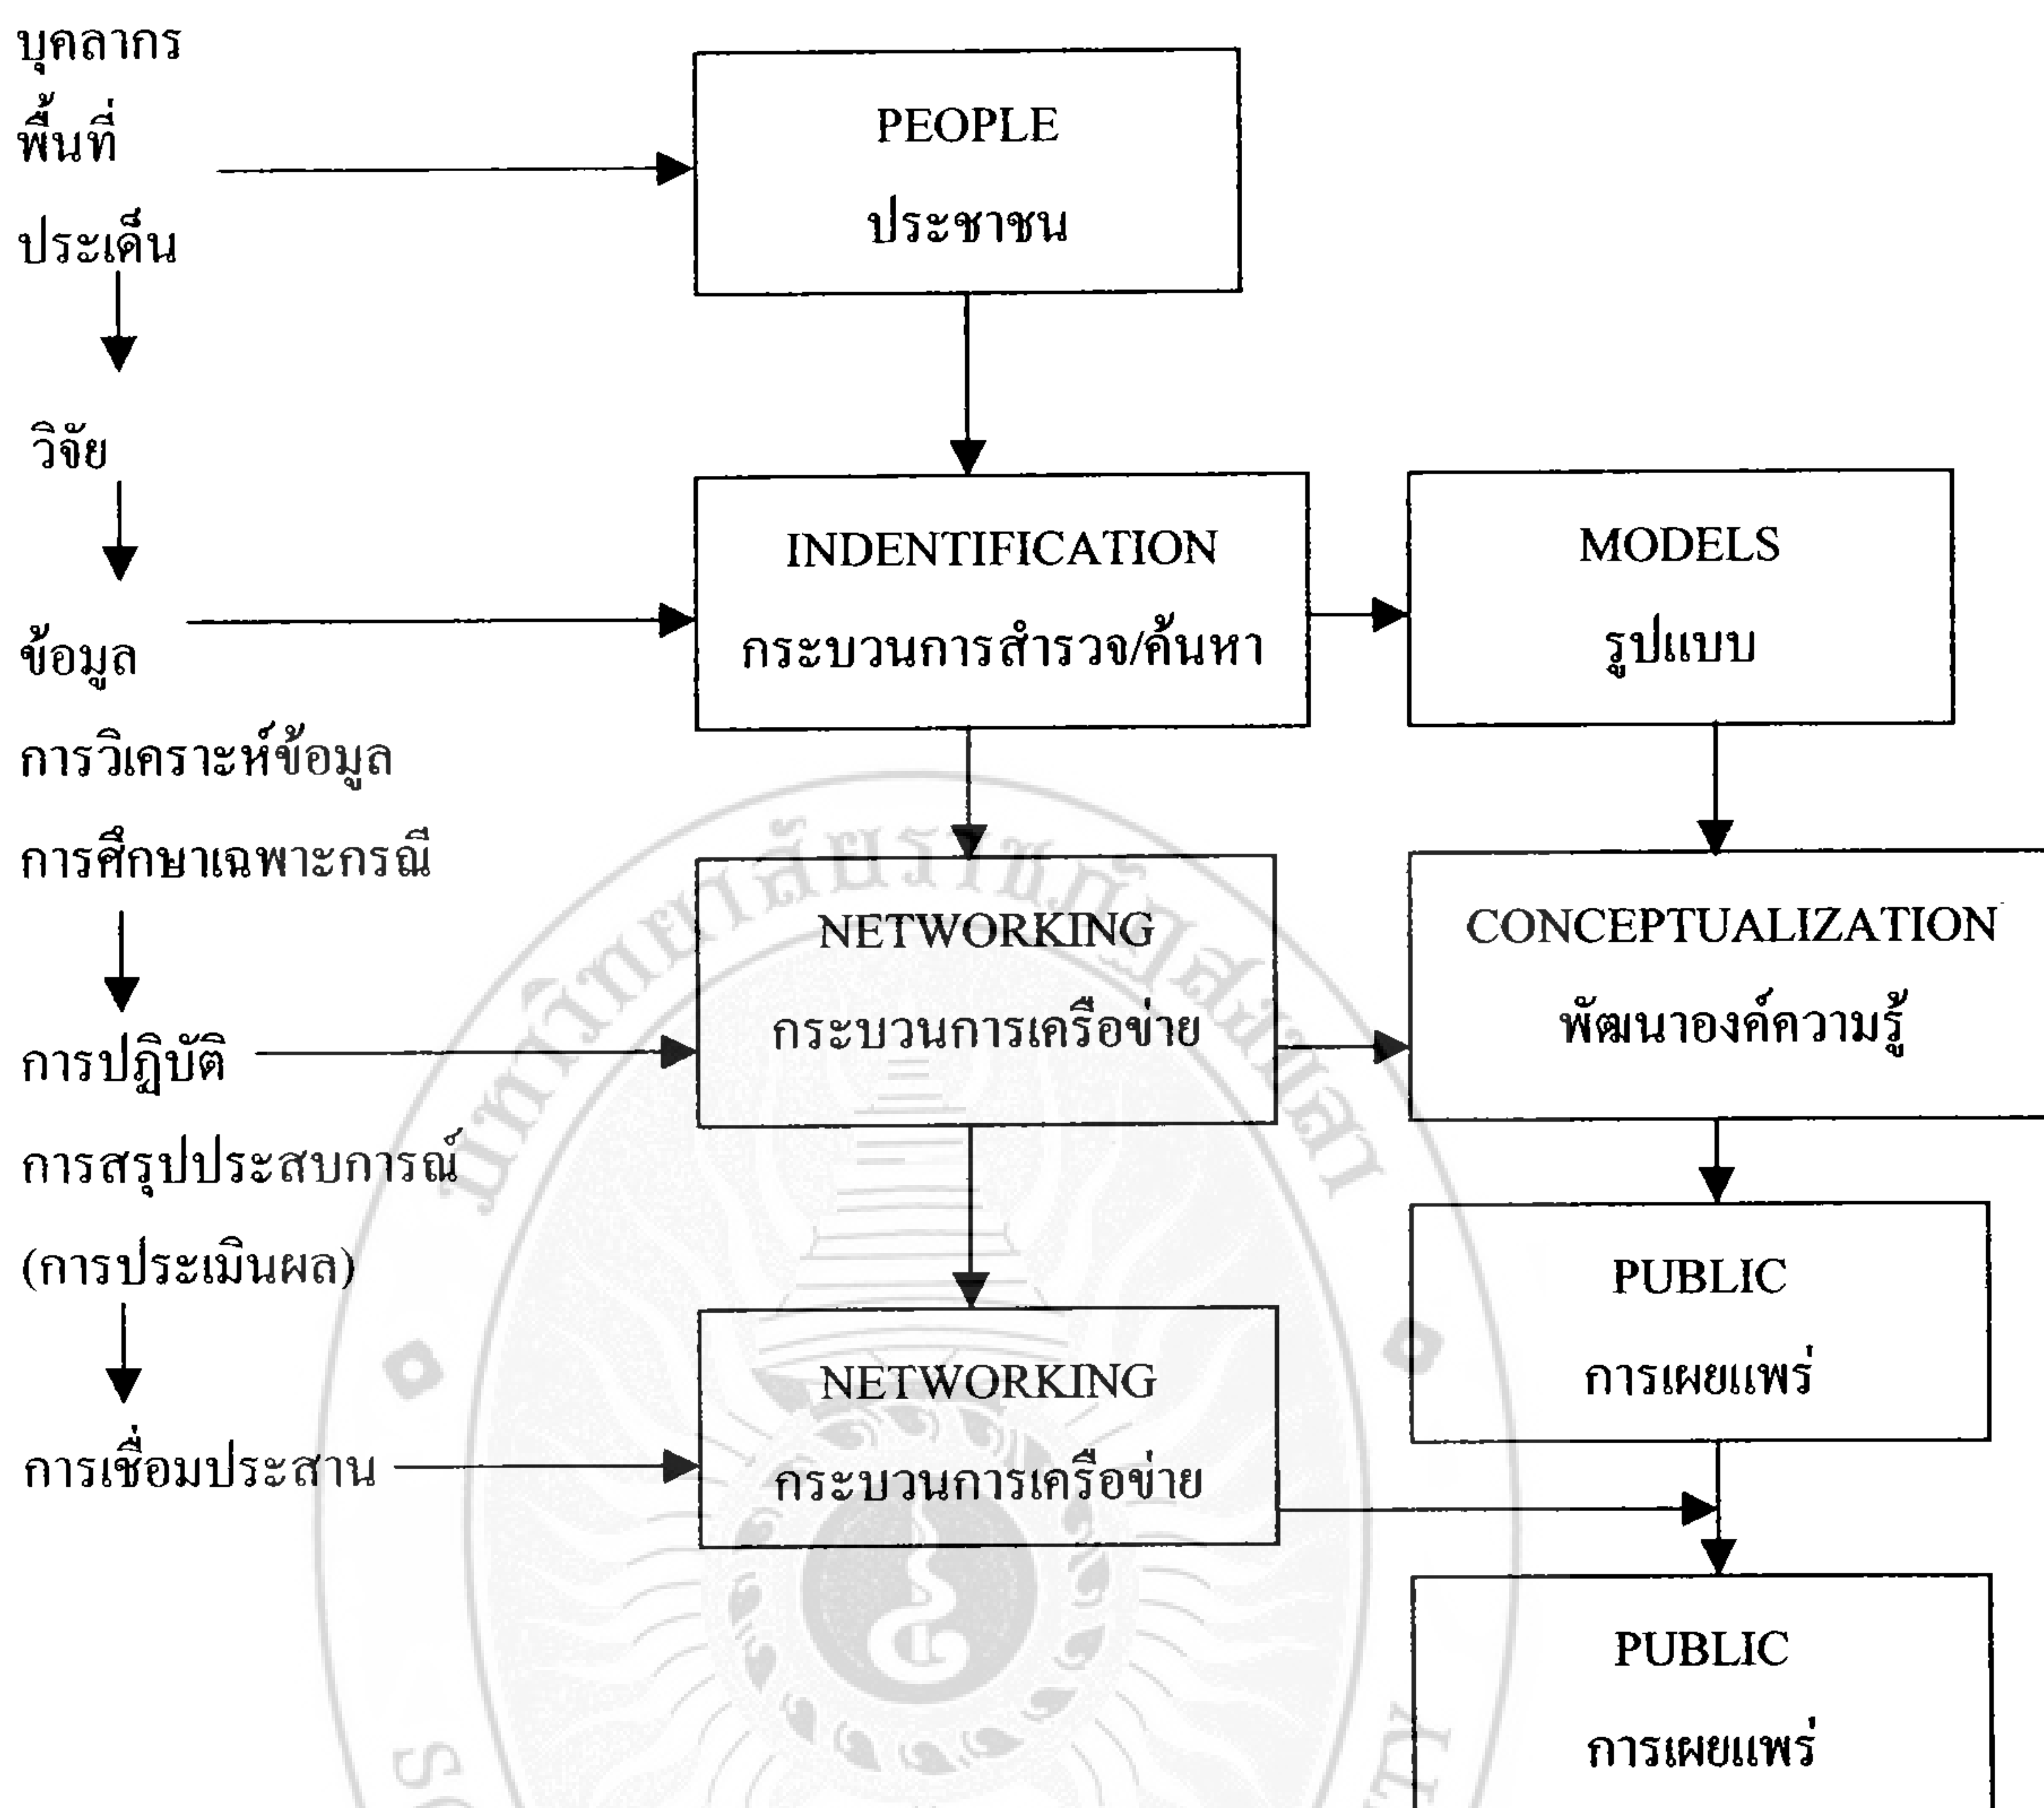 บุคลากร
พื้นที่
ประเด็น
วิจัย
ข้อมูล
การวิเคราะห์ข้อมูล
การศึกษาเฉพาะกรณี
การปฏิบัติ
การสรุปประสบการณ์
(การประเมินผล)
การเชื่อมประสาน
PEOPLE
ประชาชน
INDENTIFICATION
กระบวนการสำรวจ/ค้นหา
MODELS
รูปแบบ
NETWORKING
กระบวนการเครือข่าย
CONCEPTUALIZATION
พัฒนาองค์ความรู้
PUBLIC
การเผยแพร่
NETWORKING
กระบวนการเครือข่าย
PUBLIC
การเผยแพร่